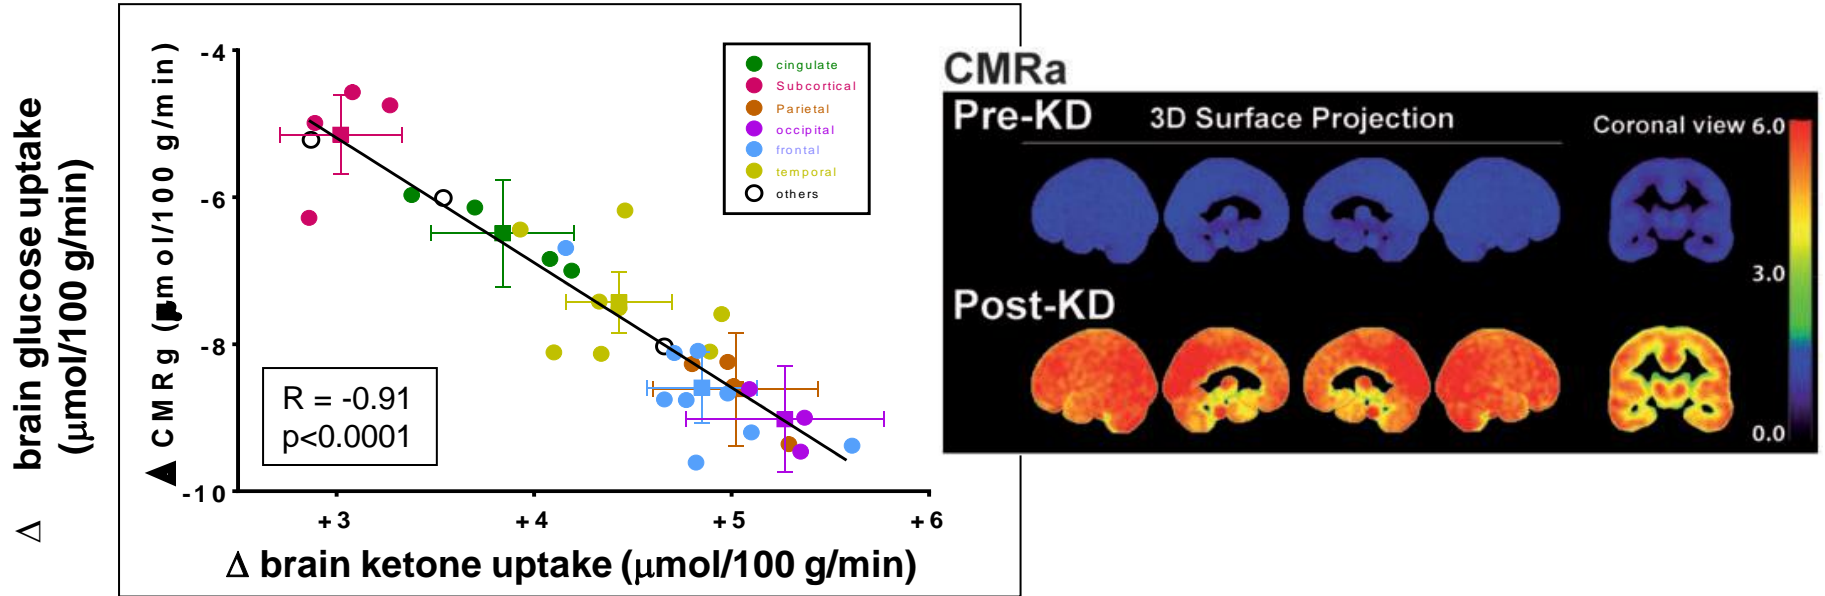 Δ brain glucose uptake
(μmol/100 g/min)
▲ CMRg (μmol/100 g/min)
-4
-6
-8
-10
cingulate
Subcortical
Parietal
occipital
frontal
temporal
others
R = -0.91
p<0.0001
+3
+4
+5
+6
Δ brain ketone uptake (μmol/100 g/min)
CMRa
Pre-KD
3D Surface Projection
Coronal view
6.0
3.0
0.0
Post-KD